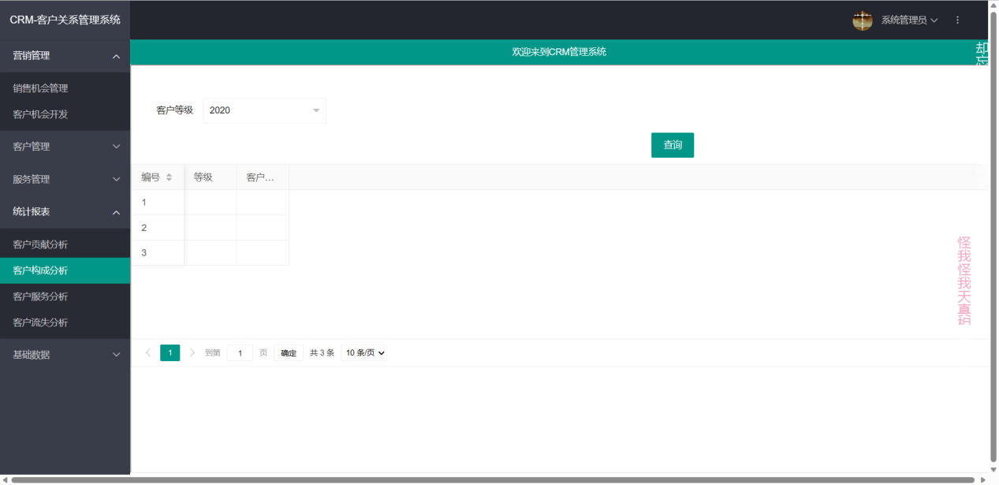 CRM-客户关系管理系统
系统管理员
营销管理
销售机会管理
客户机会开发
客户管理
服务管理
统计报表
客户贡献分析
客户构成分析
客户服务分析
客户流失分析
基础数据
欢迎来到CRM管理系统
却忘
客户等级 2020
查询
编号 等级 客户...
1
2
3
怪我怪我天真
1 到第 1 页 确定 共 3 条 10 条/页